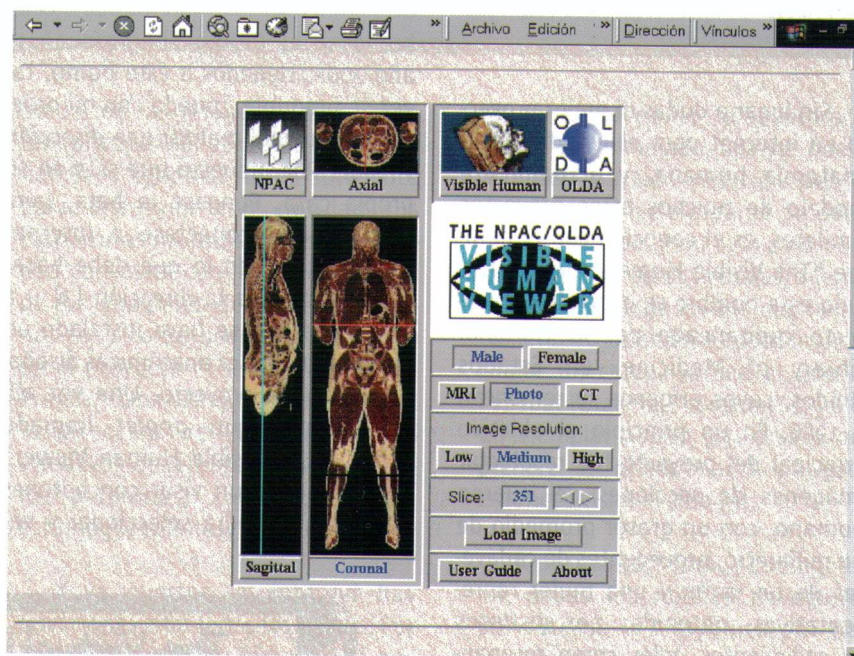 Archivo Edición Dirección Vínculos
NPAC Axial Visible Human OLDA
O L
D A
THE NPAC/OLDA
VISIBLE
HUMAN
VIEWER
Male Female
MRI Photo CT
Image Resolution:
Low Medium High
Slice: 351
Load Image
Sagittal Coronal User Guide About